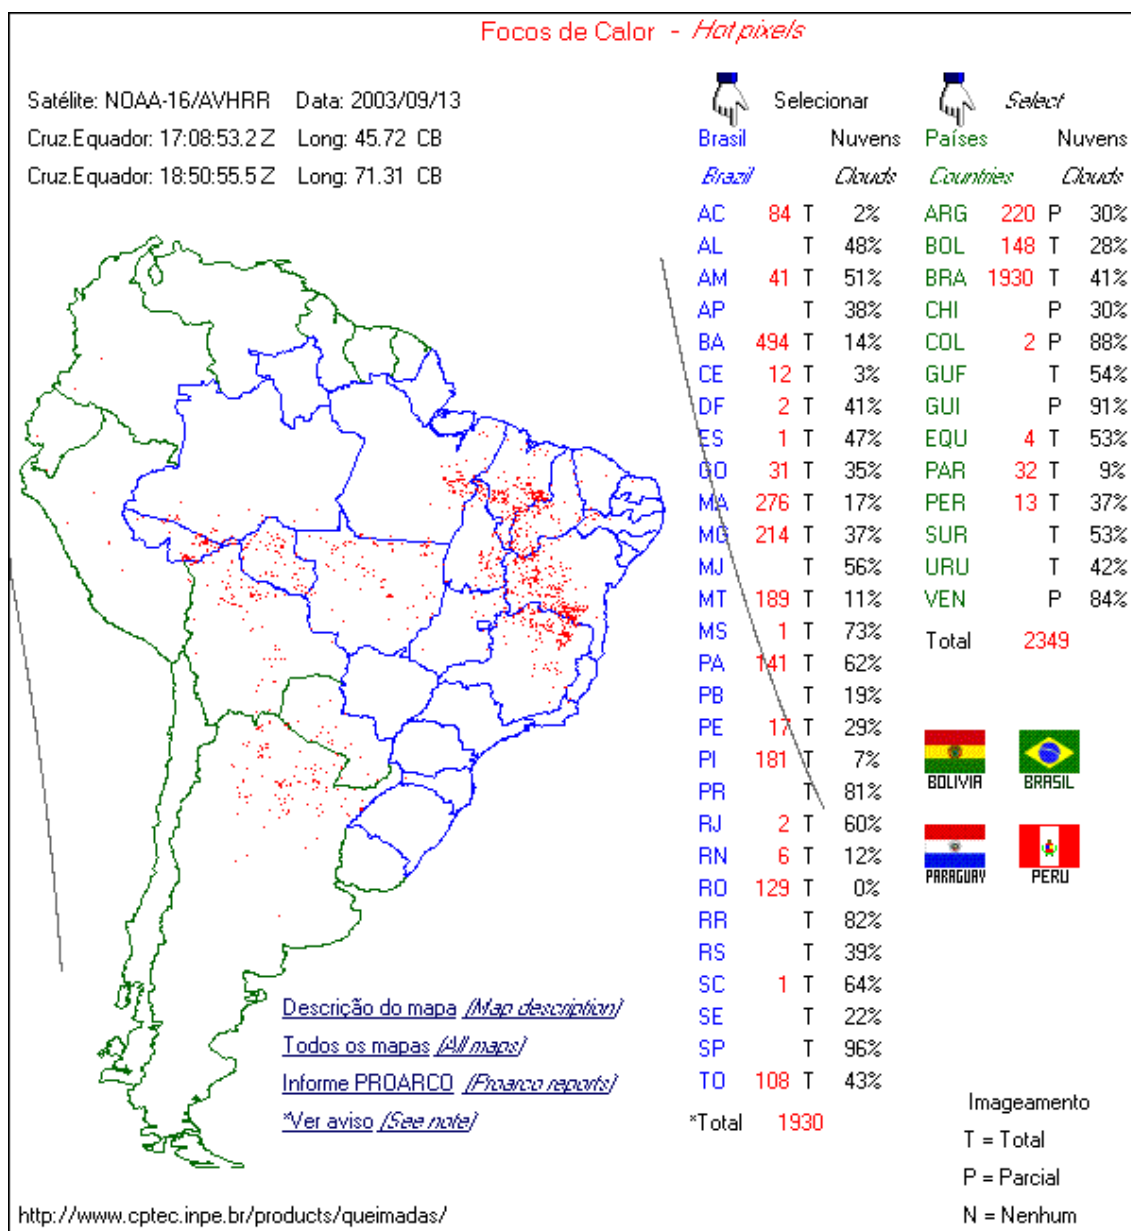 Focos de Calor - Hot pixels
Satélite: NOAA-16/AVHRR Data: 2003/09/13
Cruz.Equador: 17:08:53.2 Z Long: 45.72 CB
Cruz.Equador: 18:50:55.5 Z Long: 71.31 CB
Selecionar Select
Brasil Nuvens Países Nuvens
Brazil Clouds Countries Clouds
AC 84 T 2% ARG 220 P 30%
AL T 48% BOL 148 T 28%
AM 41 T 51% BRA 1930 T 41%
AP T 38% CHI P 30%
BA 494 T 14% COL 2 P 88%
CE 12 T 3% GUF T 54%
DF 2 T 41% GUI P 91%
ES 1 T 47% EQU 4 T 53%
GO 31 T 35% PAR 32 T 9%
MA 276 T 17% PER 13 T 37%
MG 214 T 37% SUR T 53%
MJ T 56% URU T 42%
MT 189 T 11% VEN P 84%
MS 1 T 73% Total 2349
PA 141 T 62%
PB T 19%
PE 17 T 29%
PI 181 T 7%
PR T 81%
RJ 2 T 60%
RN 6 T 12%
RO 129 T 0%
RR T 82%
RS T 39%
SC 1 T 64%
SE T 22%
SP T 96%
TO 108 T 43%
*Total 1930
BOLIVIA BRASIL
PARAGUAY PERU
Descrição do mapa (Map description)
Todos os mapas (All maps)
Informe PROARCO (Proarco reports)
*Ver aviso (See note)
Imageamento
T = Total
P = Parcial
N = Nenhum
http://www.cptec.inpe.br/products/queimadas/